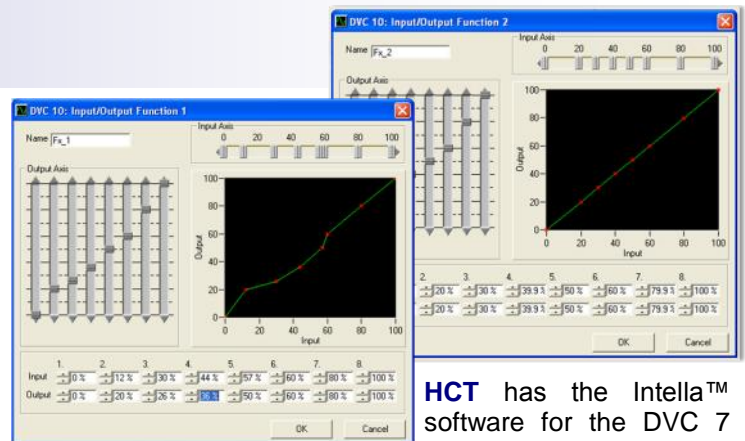 DVC 10: Input/Output Function 2
Name Fx_2
Input Axis
0 20 40 60 80 100
Output Axis
100
80
60
40
20
0
Output
0 20 40 60 80 100
Input
2. 3. 4. 5. 6. 7. 8.
20 % 30 % 39.9 % 50 % 60 % 79.9 % 100 %
20 % 30 % 39.9 % 50 % 60 % 79.9 % 100 %
OK Cancel
DVC 10: Input/Output Function 1
Name Fx_1
Input Axis
0 20 40 60 80 100
Output Axis
100
80
60
40
20
0
Output
0 20 40 60 80 100
Input
1. 2. 3. 4. 5. 6. 7. 8.
Input 0 % 12 % 30 % 44 % 57 % 60 % 80 % 100 %
Output 0 % 20 % 26 % 36 % 50 % 60 % 80 % 100 %
OK Cancel
HCT has the Intella™
software for the DVC 7